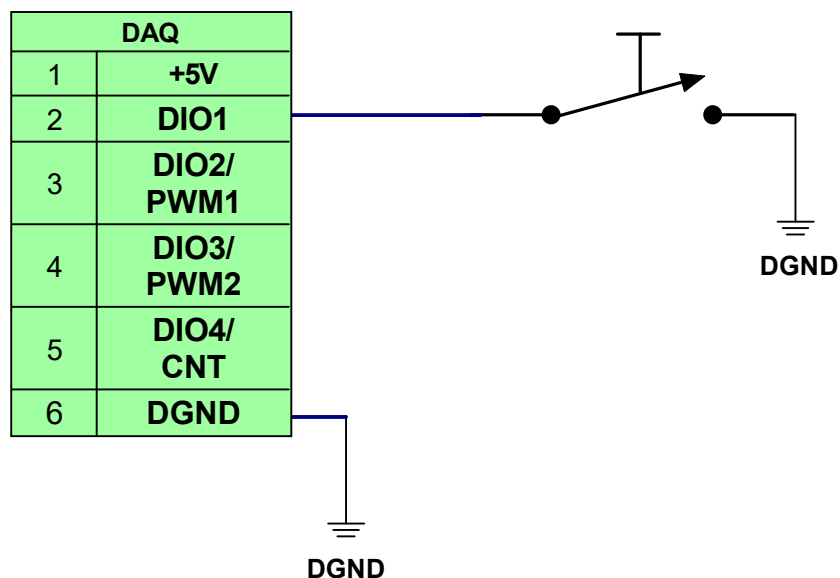 DAQ
1 +5V
2 DIO1
3 DIO2/
PWM1
4 DIO3/
PWM2
5 DIO4/
CNT
6 DGND
DGND
DGND